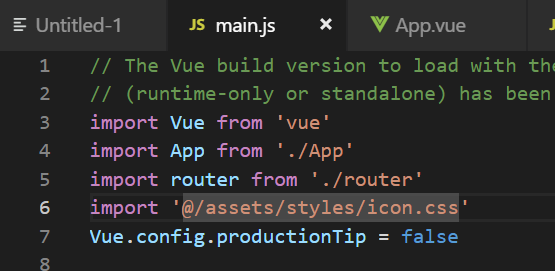 Untitled-1 JS main.js × App.vue
1 // The Vue build version to load with the
2 // (runtime-only or standalone) has been
3 import Vue from 'vue'
4 import App from './App'
5 import router from './router'
6 import '@/assets/styles/icon.css'
7 Vue.config.productionTip = false